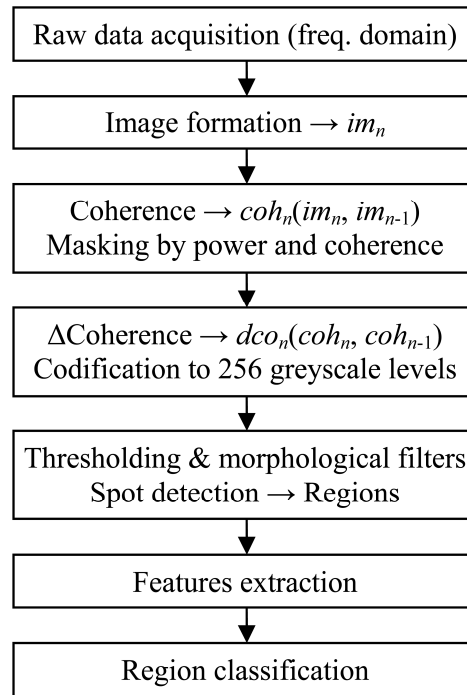 Raw data acquisition (freq. domain)
Image formation → imₙ
Coherence → cohₙ(imₙ, imₙ₋₁)
Masking by power and coherence
ΔCoherence → dcoₙ(cohₙ, cohₙ₋₁)
Codification to 256 greyscale levels
Thresholding & morphological filters
Spot detection → Regions
Features extraction
Region classification